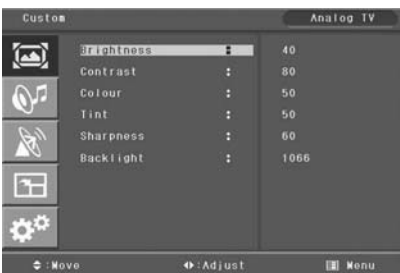 Custom Analog TV
Brightness : 40
Contrast : 80
Colour : 50
Tint : 50
Sharpness : 60
Backlight : 1066
:Move :Adjust Menu